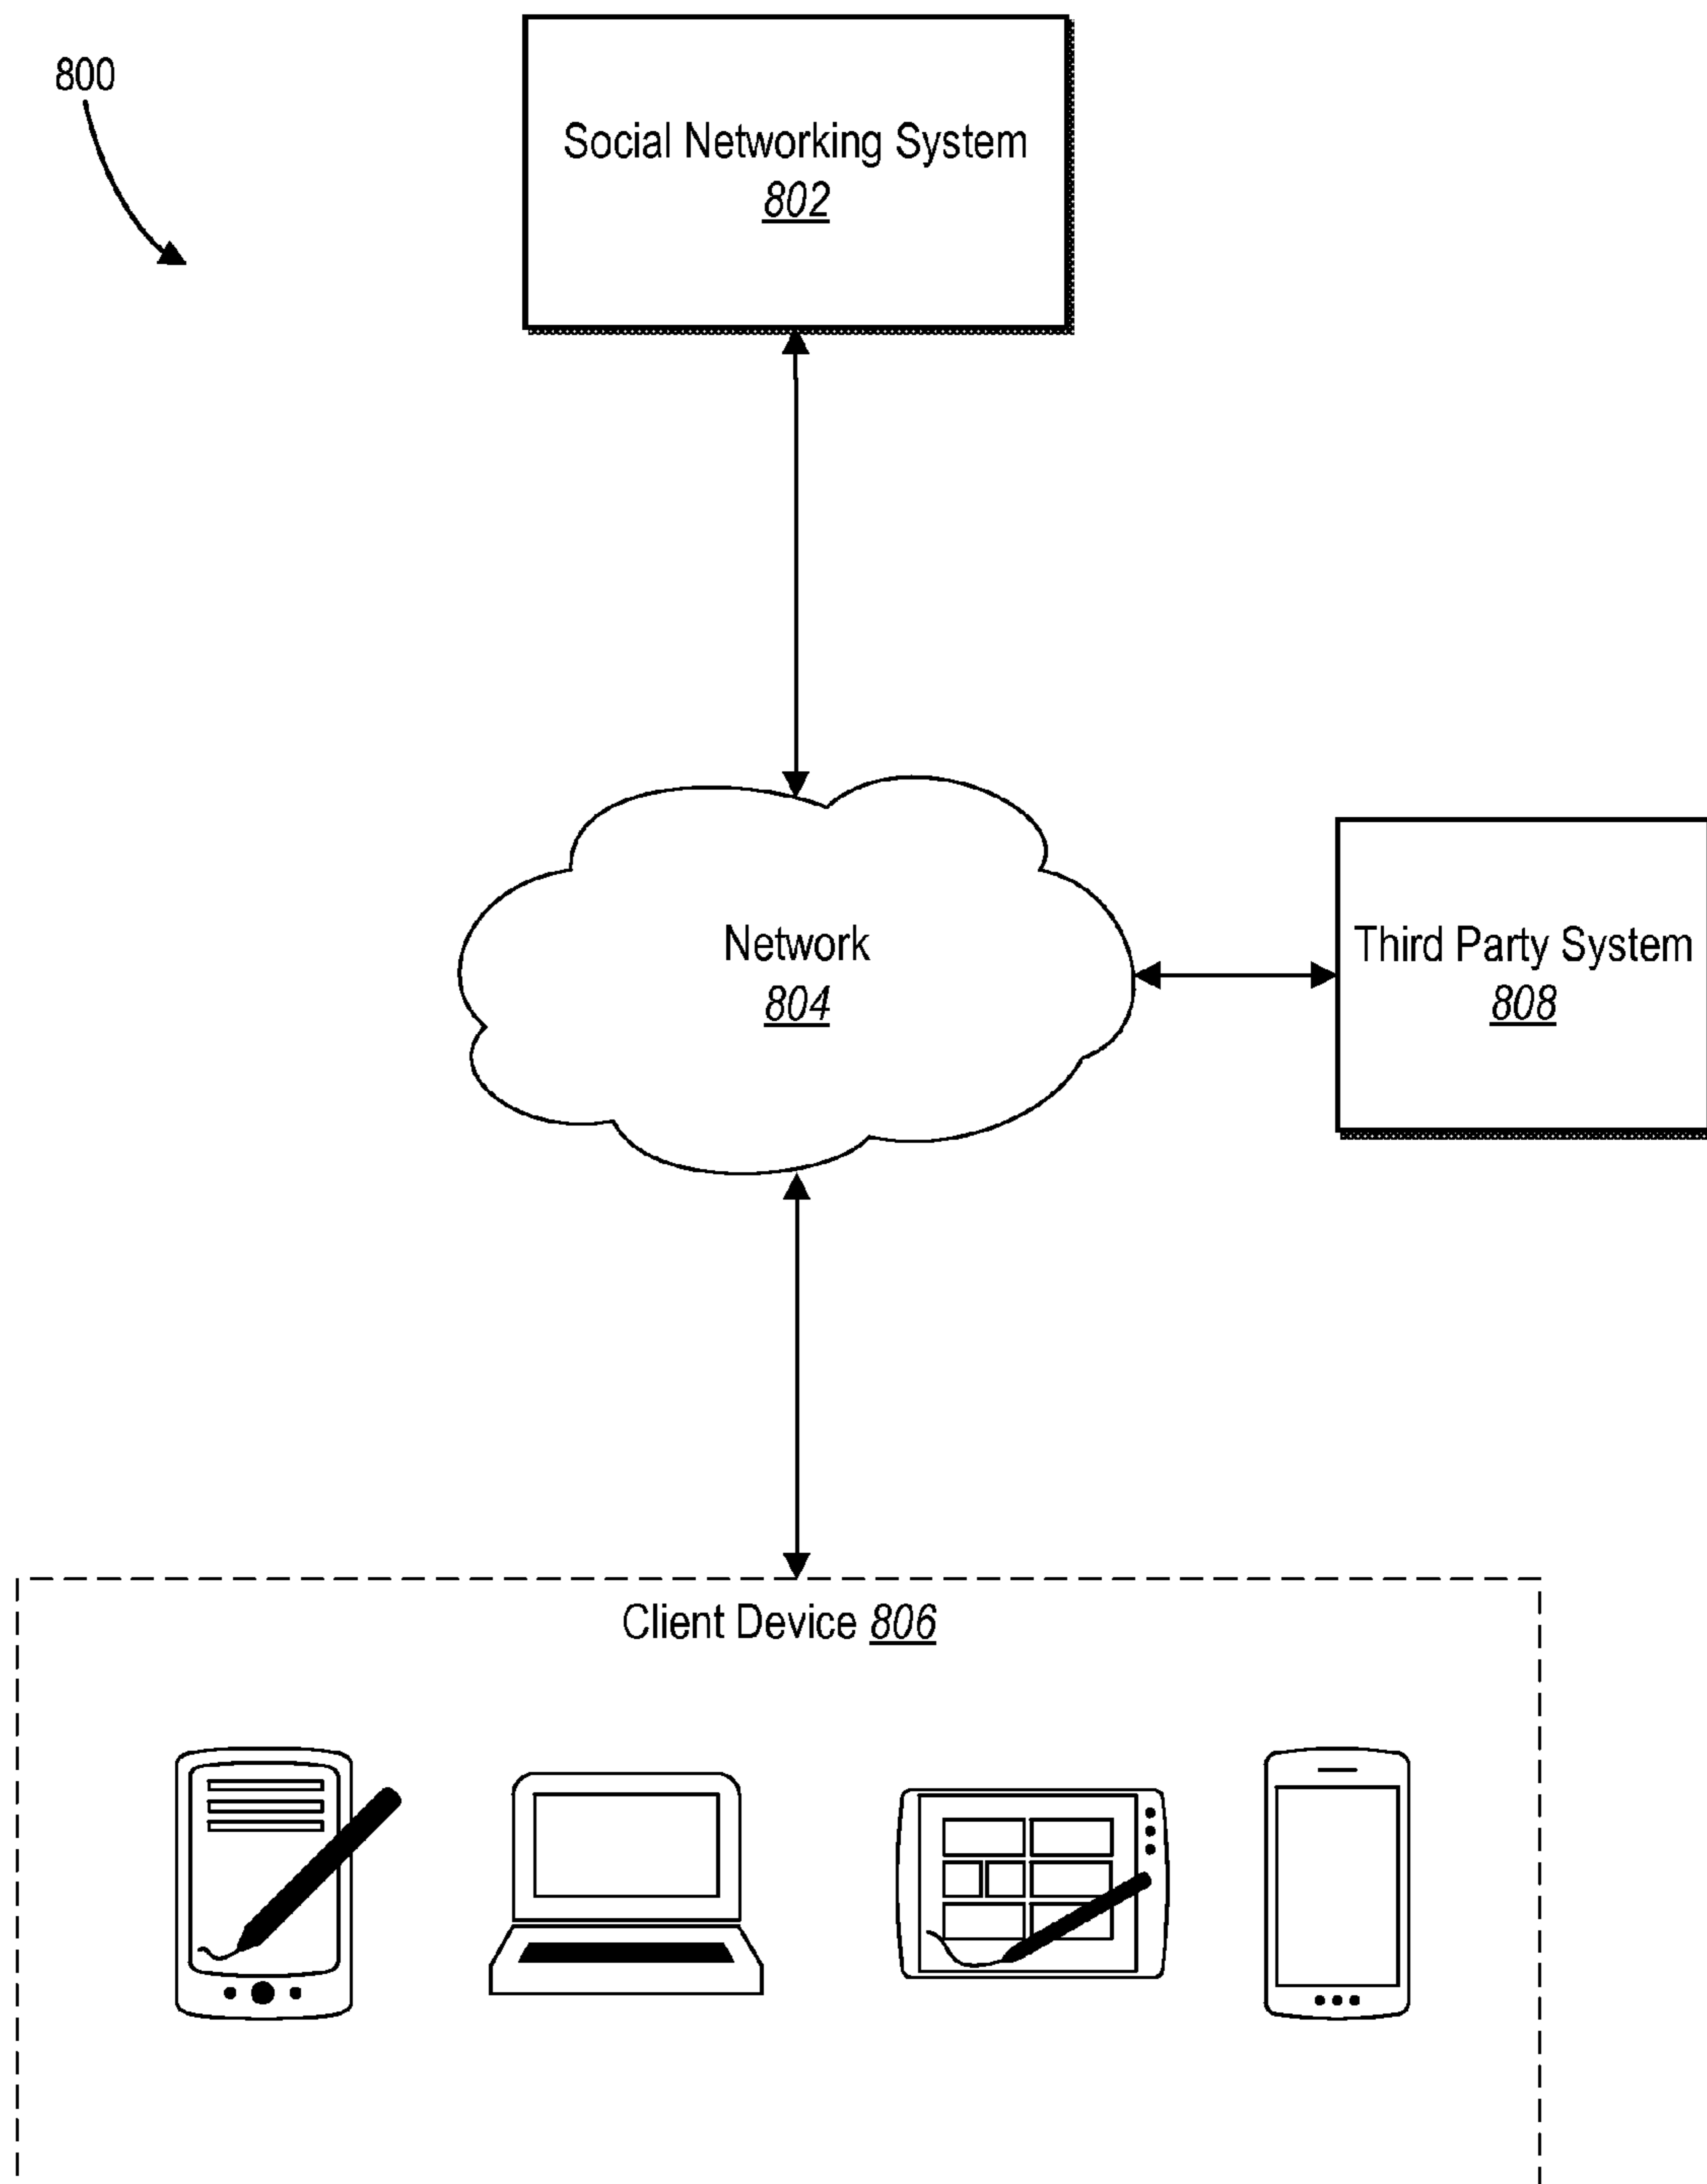 800
Social Networking System
802
Network
804
Third Party System
808
Client Device 806